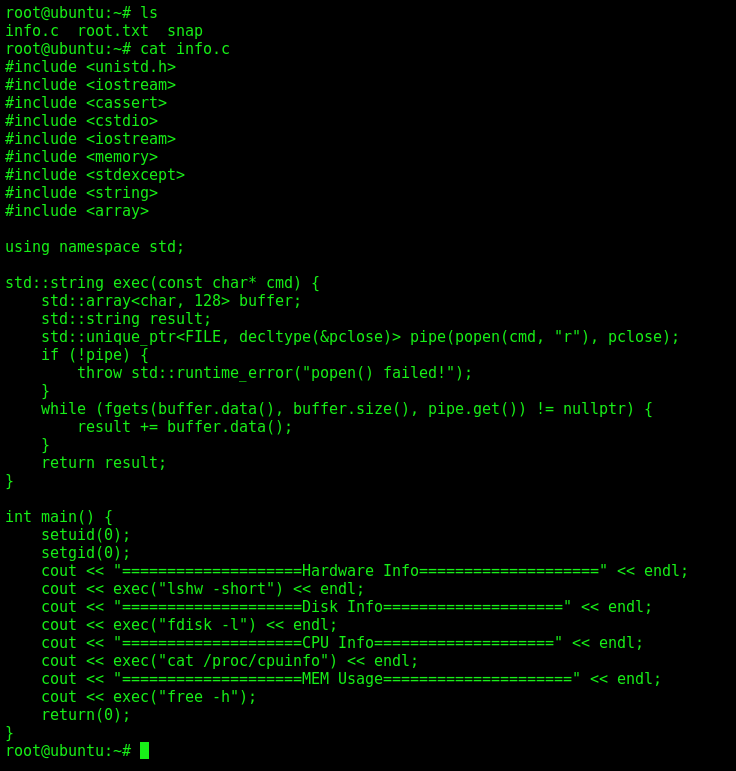 root@ubuntu:~# ls
info.c  root.txt  snap
root@ubuntu:~# cat info.c
#include <unistd.h>
#include <iostream>
#include <cassert>
#include <cstdio>
#include <iostream>
#include <memory>
#include <stdexcept>
#include <string>
#include <array>

using namespace std;

std::string exec(const char* cmd) {
    std::array<char, 128> buffer;
    std::string result;
    std::unique_ptr<FILE, decltype(&pclose)> pipe(popen(cmd, "r"), pclose);
    if (!pipe) {
        throw std::runtime_error("popen() failed!");
    }
    while (fgets(buffer.data(), buffer.size(), pipe.get()) != nullptr) {
        result += buffer.data();
    }
    return result;
}

int main() {
    setuid(0);
    setgid(0);
    cout << "====================Hardware Info====================" << endl;
    cout << exec("lshw -short") << endl;
    cout << "====================Disk Info====================" << endl;
    cout << exec("fdisk -l") << endl;
    cout << "====================CPU Info====================" << endl;
    cout << exec("cat /proc/cpuinfo") << endl;
    cout << "====================MEM Usage=====================" << endl;
    cout << exec("free -h");
    return(0);
}
root@ubuntu:~#